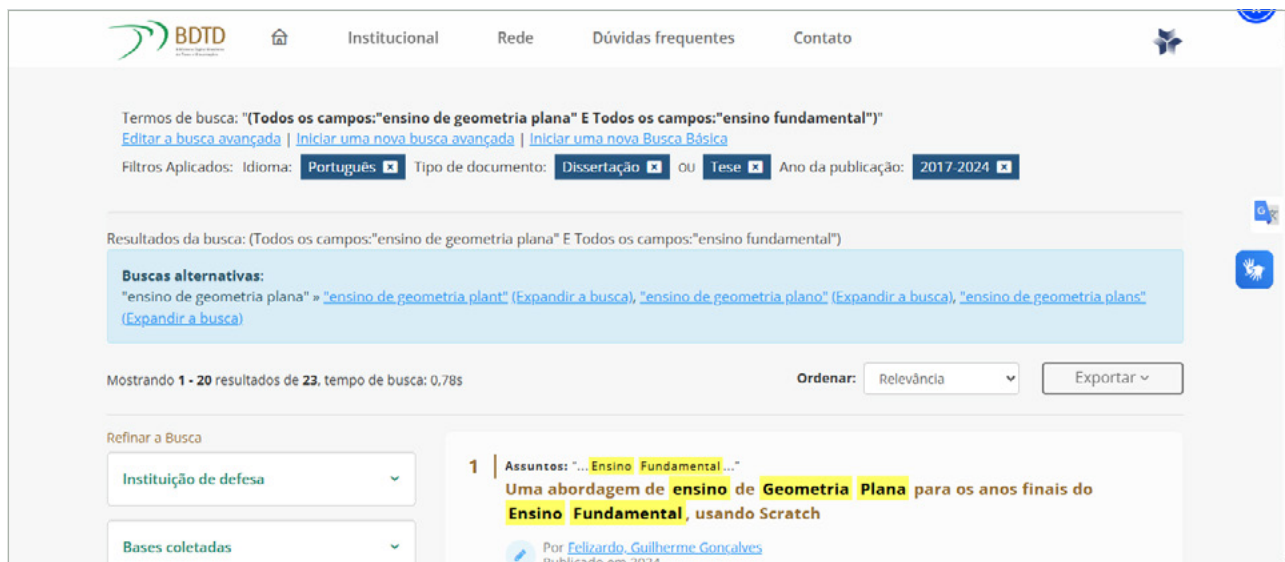 BDTD
Institucional
Rede
Dúvidas frequentes
Contato
Termos de busca: "(Todos os campos:"ensino de geometria plana" E Todos os campos:"ensino fundamental")"
Editar a busca avançada | Iniciar uma nova busca avançada | Iniciar uma nova Busca Básica
Filtros Aplicados: Idioma: Português Tipo de documento: Dissertação OU Tese Ano da publicação: 2017-2024
Resultados da busca: (Todos os campos:"ensino de geometria plana" E Todos os campos:"ensino fundamental")
Buscas alternativas:
"ensino de geometria plana" » "ensino de geometria plant" (Expandir a busca), "ensino de geometria plano" (Expandir a busca), "ensino de geometria plans"
(Expandir a busca)
Mostrando 1 - 20 resultados de 23, tempo de busca: 0,78s
Ordenar: Relevância
Exportar
Refinar a Busca
Instituição de defesa
Bases coletadas
1
Assuntos: "...Ensino Fundamental..."
Uma abordagem de ensino de Geometria Plana para os anos finais do
Ensino Fundamental, usando Scratch
Por Felizardo, Guilherme Gonçalves
Publicado em 2024